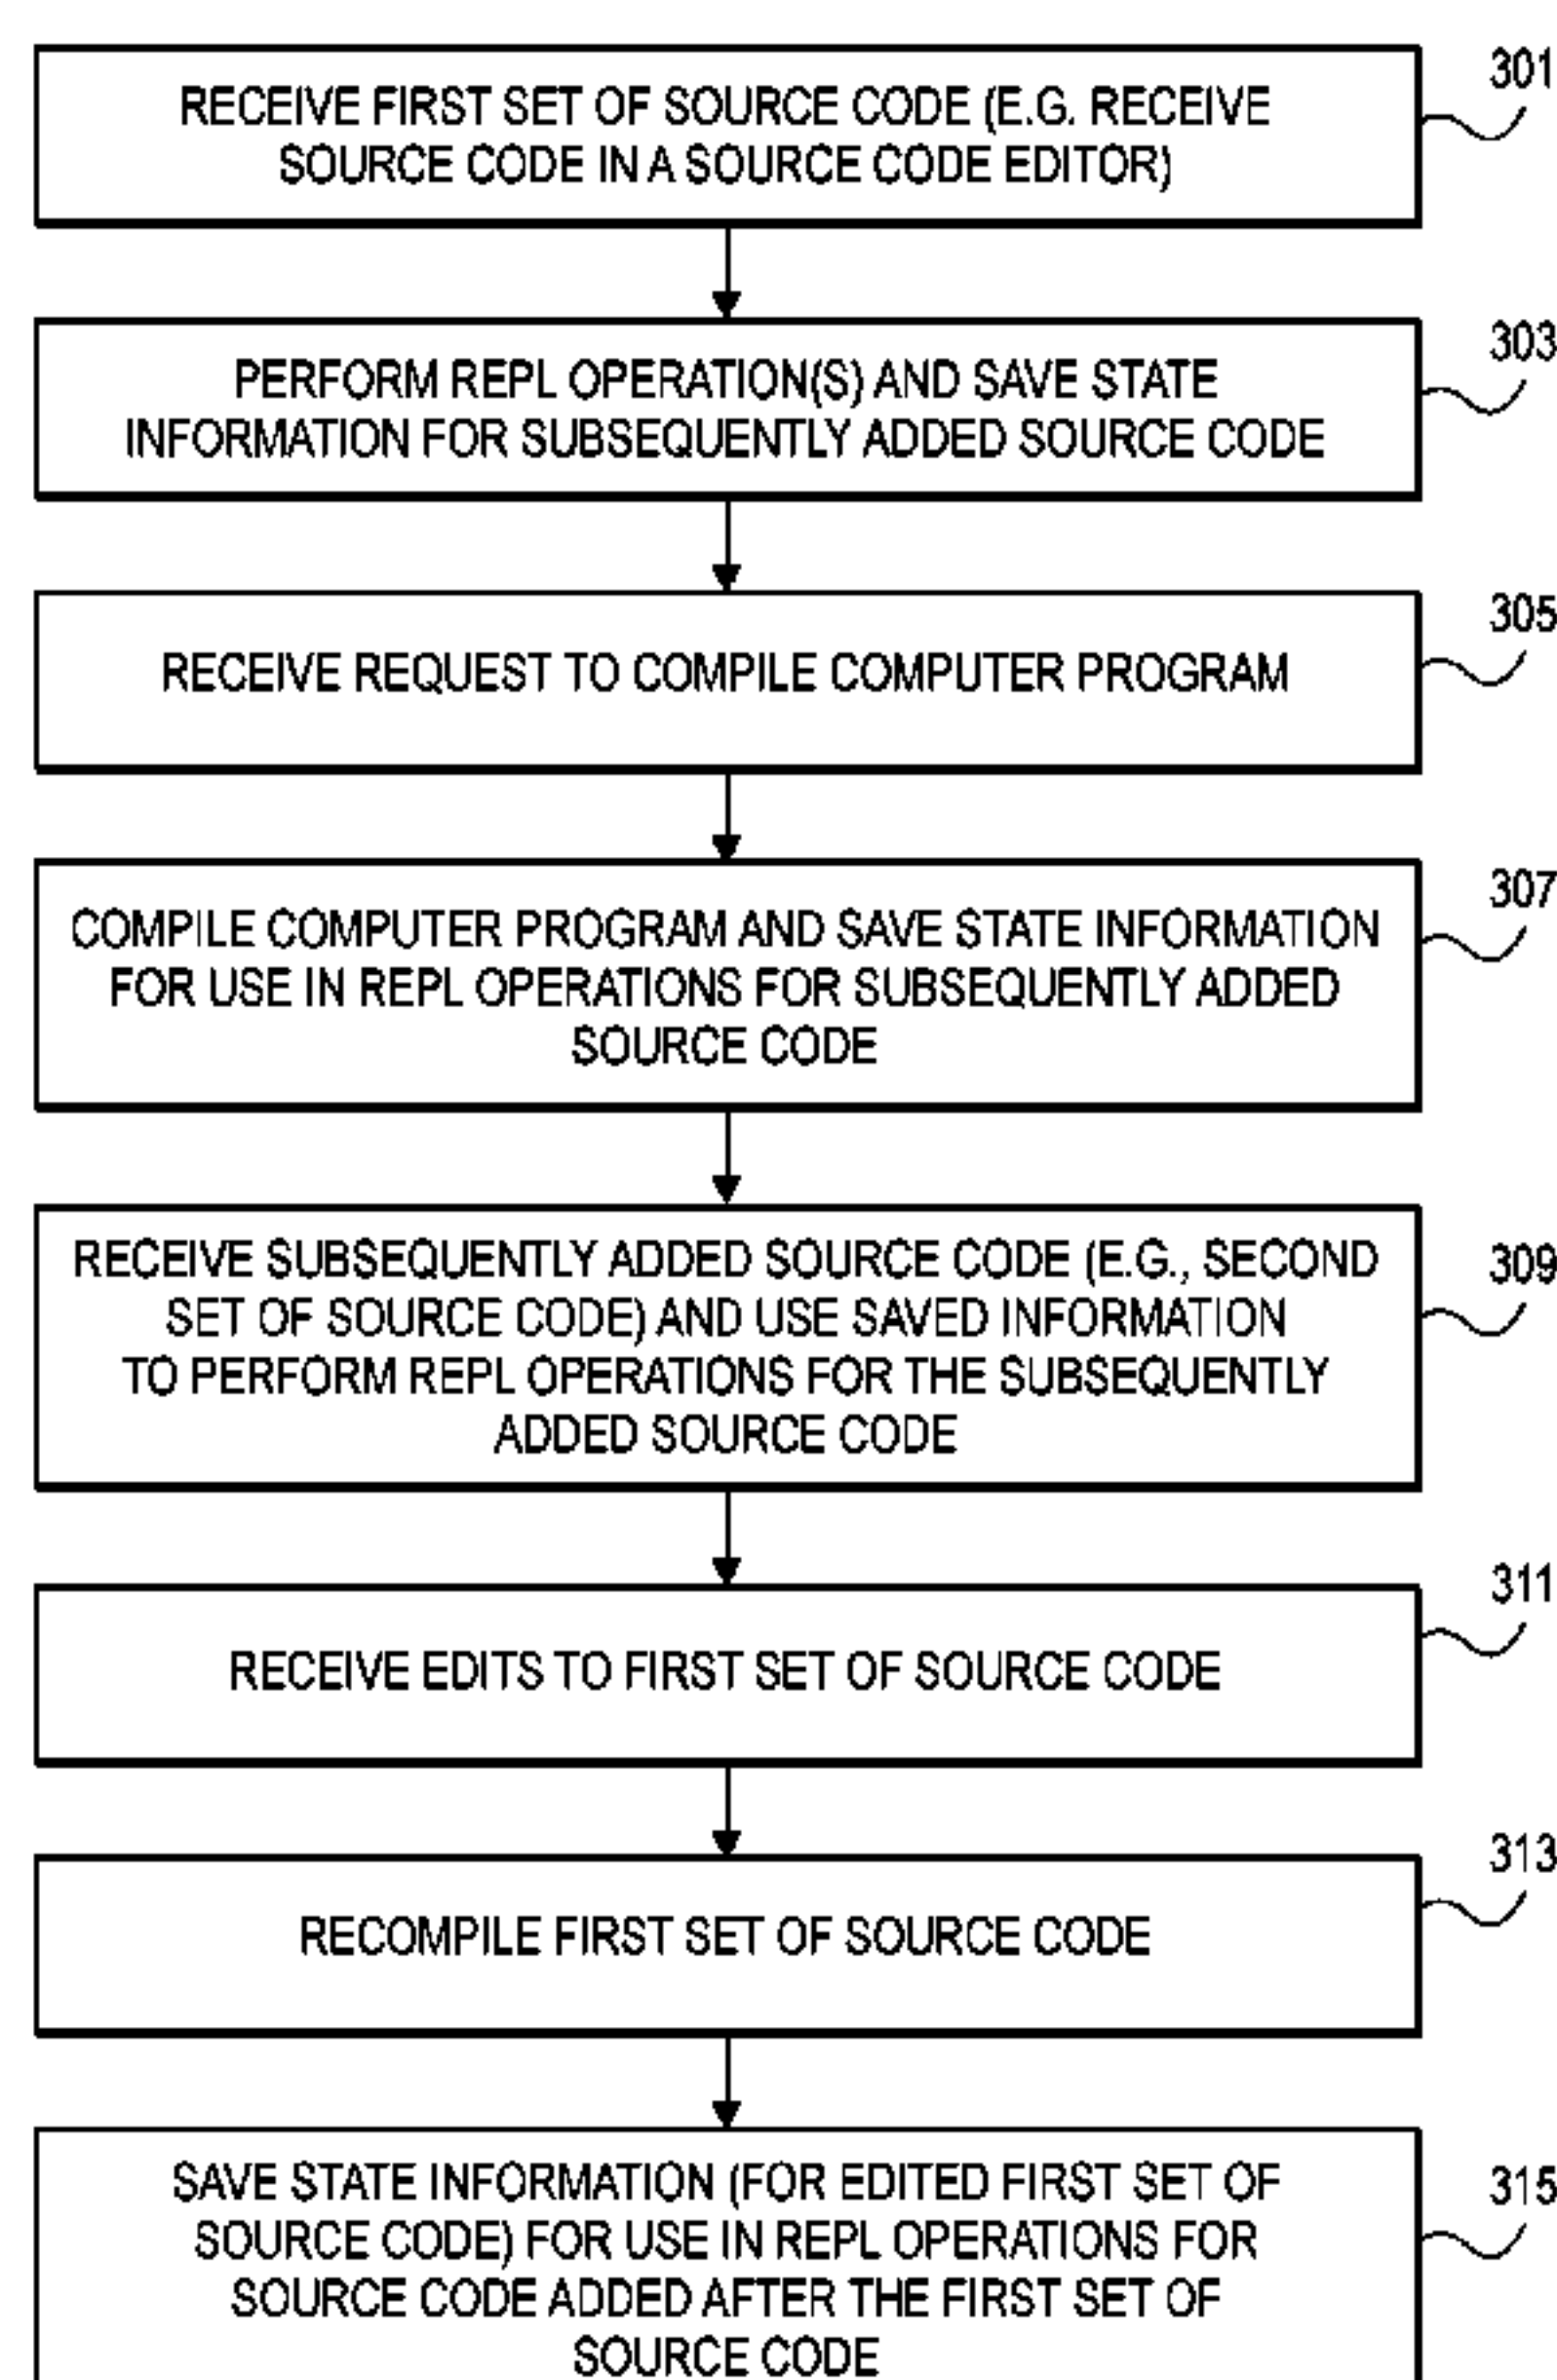 301
RECEIVE FIRST SET OF SOURCE CODE (E.G. RECEIVE
SOURCE CODE IN A SOURCE CODE EDITOR)
303
PERFORM REPL OPERATION(S) AND SAVE STATE
INFORMATION FOR SUBSEQUENTLY ADDED SOURCE CODE
305
RECEIVE REQUEST TO COMPILE COMPUTER PROGRAM
307
COMPILE COMPUTER PROGRAM AND SAVE STATE INFORMATION
FOR USE IN REPL OPERATIONS FOR SUBSEQUENTLY ADDED
SOURCE CODE
309
RECEIVE SUBSEQUENTLY ADDED SOURCE CODE (E.G., SECOND
SET OF SOURCE CODE) AND USE SAVED INFORMATION
TO PERFORM REPL OPERATIONS FOR THE SUBSEQUENTLY
ADDED SOURCE CODE
311
RECEIVE EDITS TO FIRST SET OF SOURCE CODE
313
RECOMPILE FIRST SET OF SOURCE CODE
315
SAVE STATE INFORMATION (FOR EDITED FIRST SET OF
SOURCE CODE) FOR USE IN REPL OPERATIONS FOR
SOURCE CODE ADDED AFTER THE FIRST SET OF
SOURCE CODE